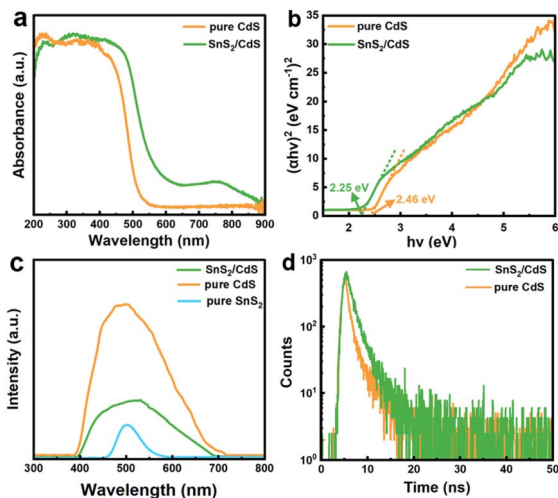 a
pure CdS
SnS₂/CdS
Absorbance (a.u.)
200 300 400 500 600 700 800 900
Wavelength (nm)
b
pure CdS
SnS₂/CdS
(αhv)² (eV cm⁻¹)²
35
30
25
20
15
10
5
0
2.25 eV
2.46 eV
2 3 4 5 6
hv (eV)
c
SnS₂/CdS
pure CdS
pure SnS₂
Intensity (a.u.)
300 400 500 600 700 800
Wavelength (nm)
d
SnS₂/CdS
pure CdS
Counts
10³
10²
10¹
10⁰
0 10 20 30 40 50
Time (ns)